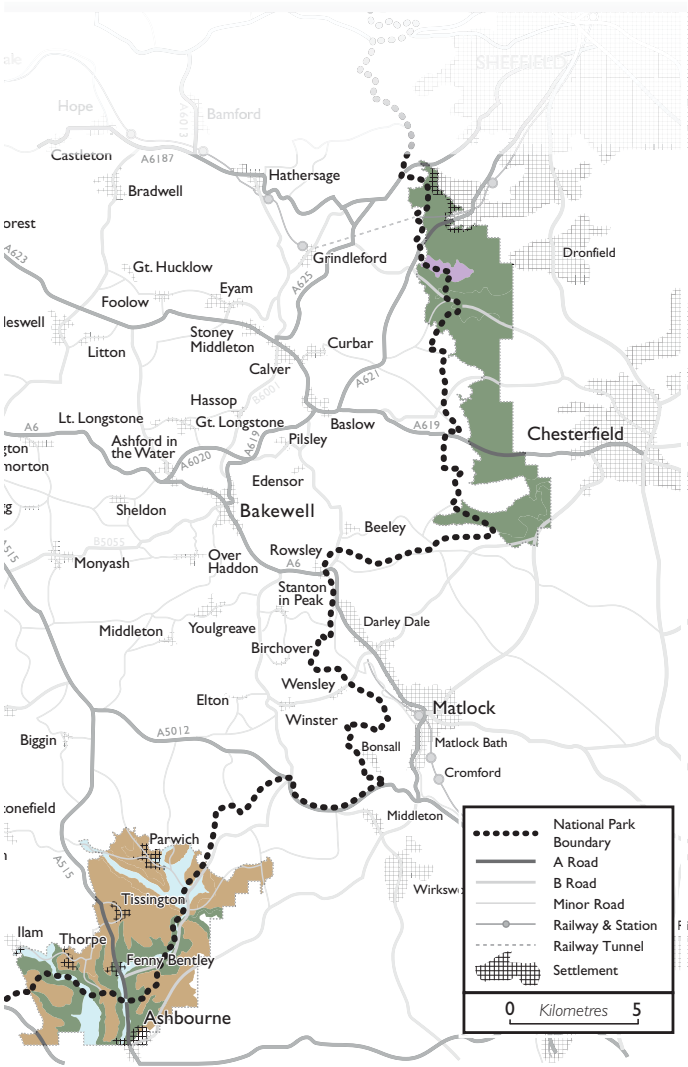 SHEFFIELD
ale
Hope
A6013
Bamford
Castleton
A6187
Hathersage
Bradwell
orest
A623
Grindleford
Dronfield
Gt. Hucklow
A625
Foolow
Eyam
leswell
Stoney
Middleton
Curbar
Litton
Calver
A621
B6001
Hassop
Lt. Longstone
Gt. Longstone
Baslow
A619
Chesterfield
A6
Ashford in
the Water
A619
Pilsley
gton
morton
A6020
Edensor
Sheldon
Bakewell
Beeley
B5055
A515
Monyash
Over
Haddon
Rowsley
A6
Stanton
in Peak
Darley Dale
Middleton
Youlgreave
Birchover
Wensley
Elton
Winster
Matlock
A5012
Biggin
Bonsall
Matlock Bath
Cromford
onefield
Middleton
Parwich
A515
Wirksw
Tissington
Ilam
Thorpe
Fenny Bentley
Ashbourne
National Park
Boundary
A Road
B Road
Minor Road
Railway & Station
Railway Tunnel
Settlement
0 Kilometres 5